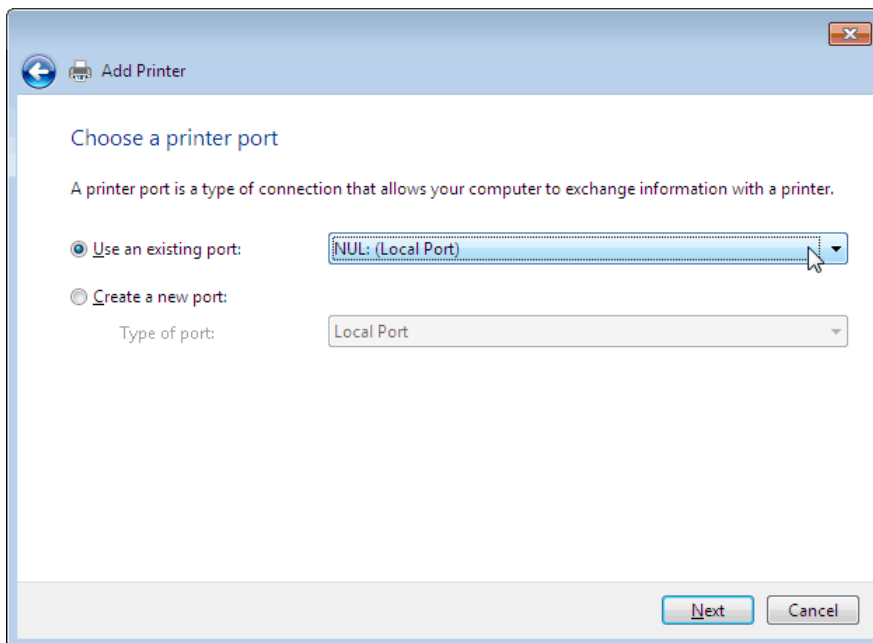 Add Printer
Choose a printer port
A printer port is a type of connection that allows your computer to exchange information with a printer.
Use an existing port: NUL: (Local Port)
Create a new port:
Type of port: Local Port
Next Cancel